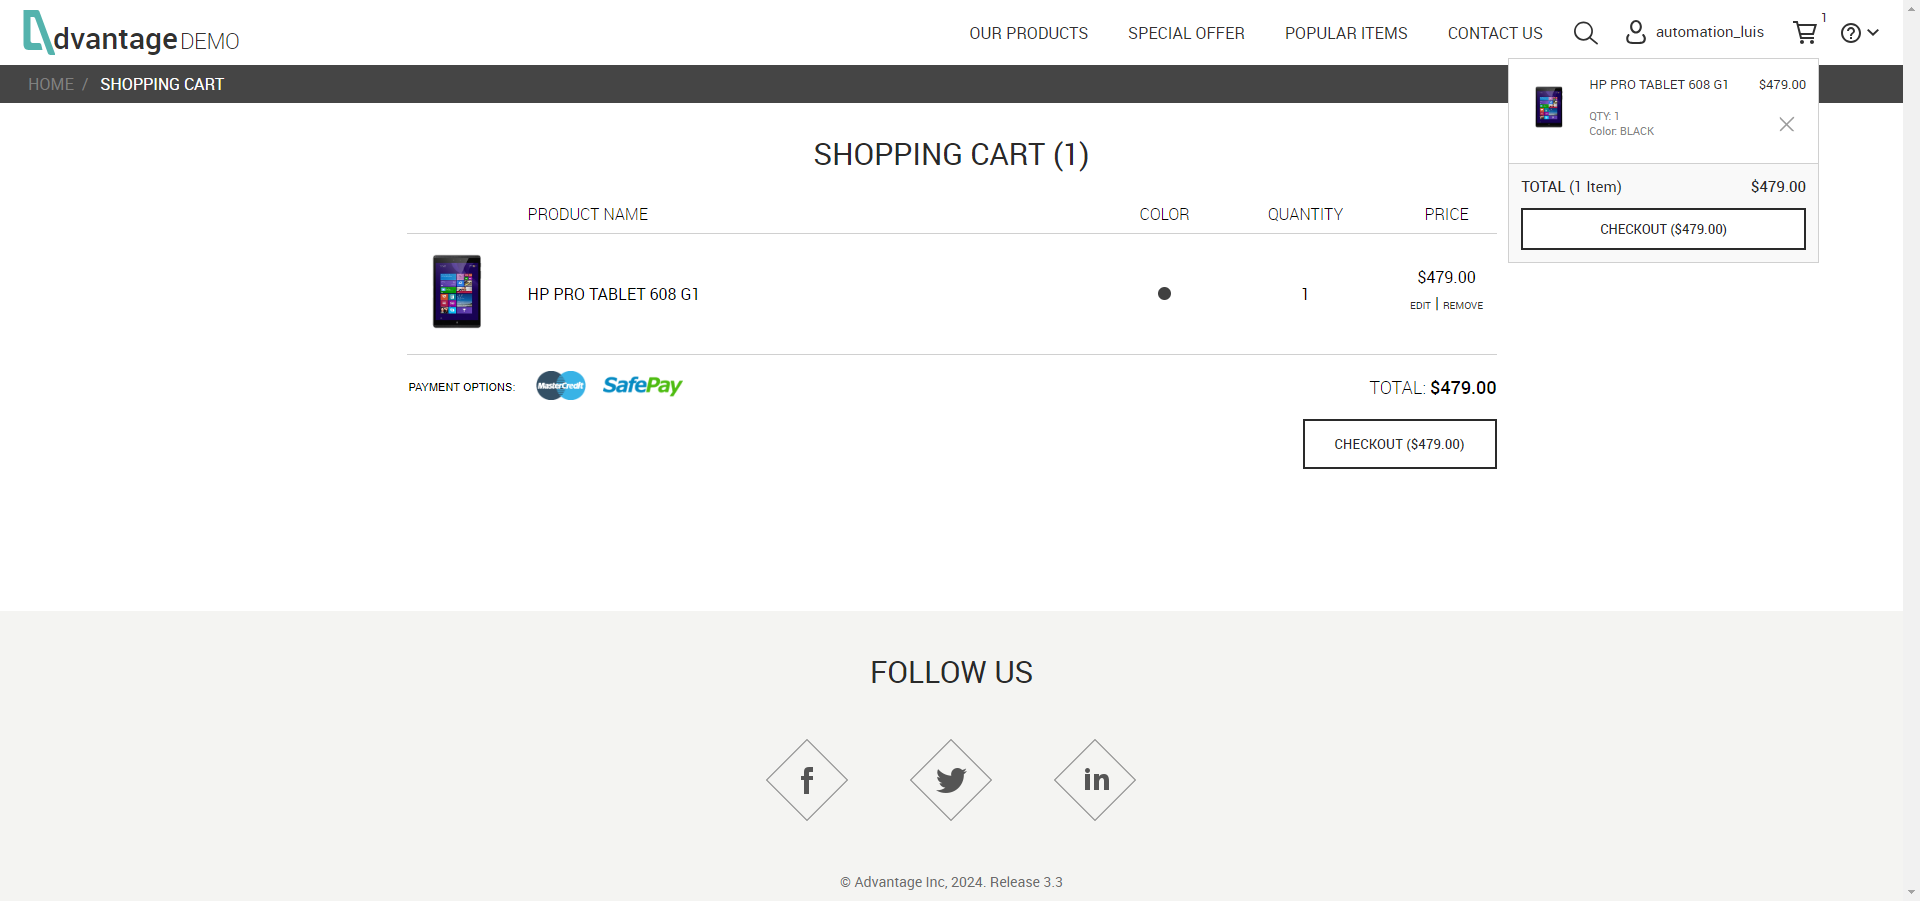 dvantage DEMO
OUR PRODUCTS
SPECIAL OFFER
POPULAR ITEMS
CONTACT US
automation_luis
1
HOME / SHOPPING CART
HP PRO TABLET 608 G1 $479.00
QTY: 1
Color: BLACK
TOTAL (1 Item) $479.00
CHECKOUT ($479.00)
SHOPPING CART (1)
PRODUCT NAME COLOR QUANTITY PRICE
HP PRO TABLET 608 G1 1 $479.00
EDIT | REMOVE
PAYMENT OPTIONS: MasterCredit SafePay TOTAL: $479.00
CHECKOUT ($479.00)
FOLLOW US
f
in
© Advantage Inc, 2024. Release 3.3